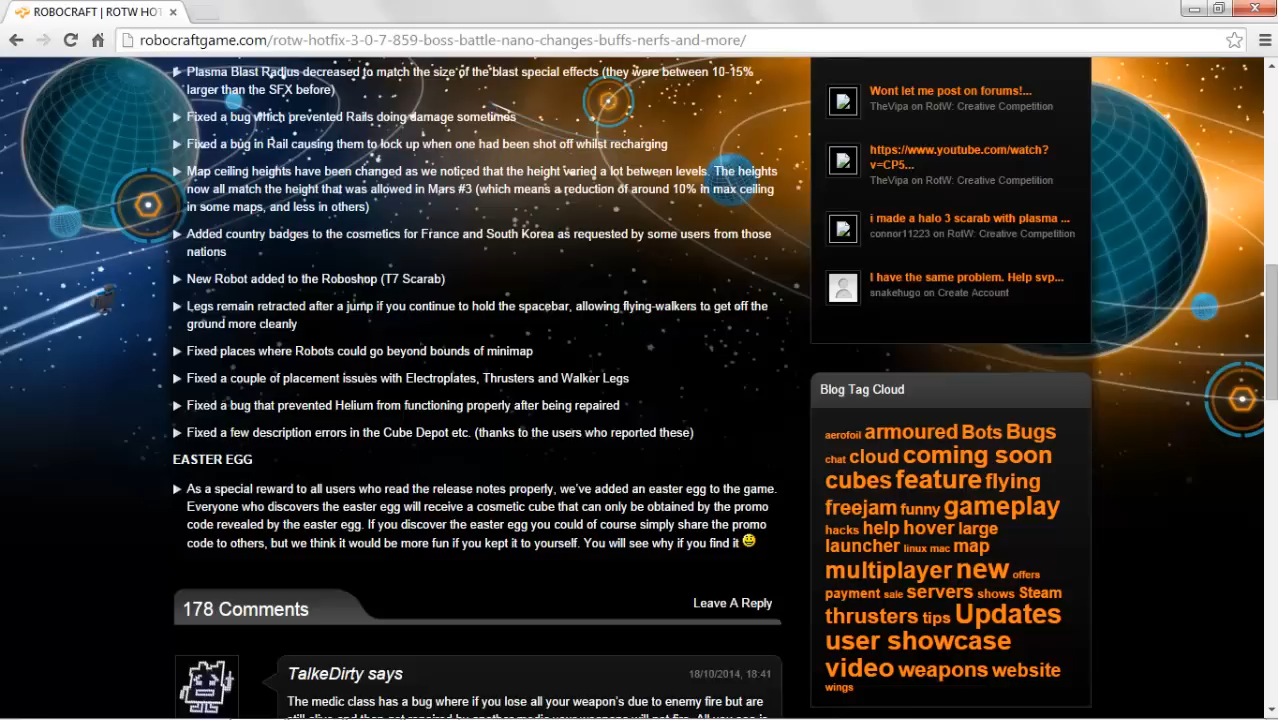 ROBOCRAFT | ROTW HOT
robocraftgame.com/rotw-hotfix-3-0-7-859-boss-battle-nano-changes-buffs-nerfs-and-more/
Plasma Blast Radius decreased to match the size of the blast special effects (they were between 10-15%
larger than the SFX before)
Fixed a bug which prevented Rails doing damage sometimes
Fixed a bug in Rail causing them to lock up when one had been shot off whilst recharging
Map ceiling heights have been changed as we noticed that the height varied a lot between levels. The heights
now all match the height that was allowed in Mars #3 (which means a reduction of around 10% in max ceiling
in some maps, and less in others)
Added country badges to the cosmetics for France and South Korea as requested by some users from those
nations
New Robot added to the Roboshop (T7 Scarab)
Legs remain retracted after a jump if you continue to hold the spacebar, allowing flying-walkers to get off the
ground more cleanly
Fixed places where Robots could go beyond bounds of minimap
Fixed a couple of placement issues with Electroplates, Thrusters and Walker Legs
Fixed a bug that prevented Helium from functioning properly after being repaired
Fixed a few description errors in the Cube Depot etc. (thanks to the users who reported these)
EASTER EGG
As a special reward to all users who read the release notes properly, we've added an easter egg to the game.
Everyone who discovers the easter egg will receive a cosmetic cube that can only be obtained by the promo
code revealed by the easter egg. If you discover the easter egg you could of course simply share the promo
code to others, but we think it would be more fun if you kept it to yourself. You will see why if you find it
178 Comments
Leave A Reply
TalkeDirty says
18/10/2014, 18:41
The medic class has a bug where if you lose all your weapon's due to enemy fire but are
still alive and then get repaired by another medic your weapons will not fire. All you see is
Wont let me post on forums!...
TheVipa on RotW: Creative Competition
https://www.youtube.com/watch?
v=CP5...
TheVipa on RotW: Creative Competition
i made a halo 3 scarab with plasma ...
connor11223 on RotW: Creative Competition
I have the same problem. Help svp...
snakehugo on Create Account
Blog Tag Cloud
aerofoil armoured Bots Bugs
chat cloud coming soon
cubes feature flying
freejam funny gameplay
hacks help hover large
launcher linux mac map
multiplayer new offers
payment sale servers shows Steam
thrusters tips Updates
user showcase
video weapons website
wings